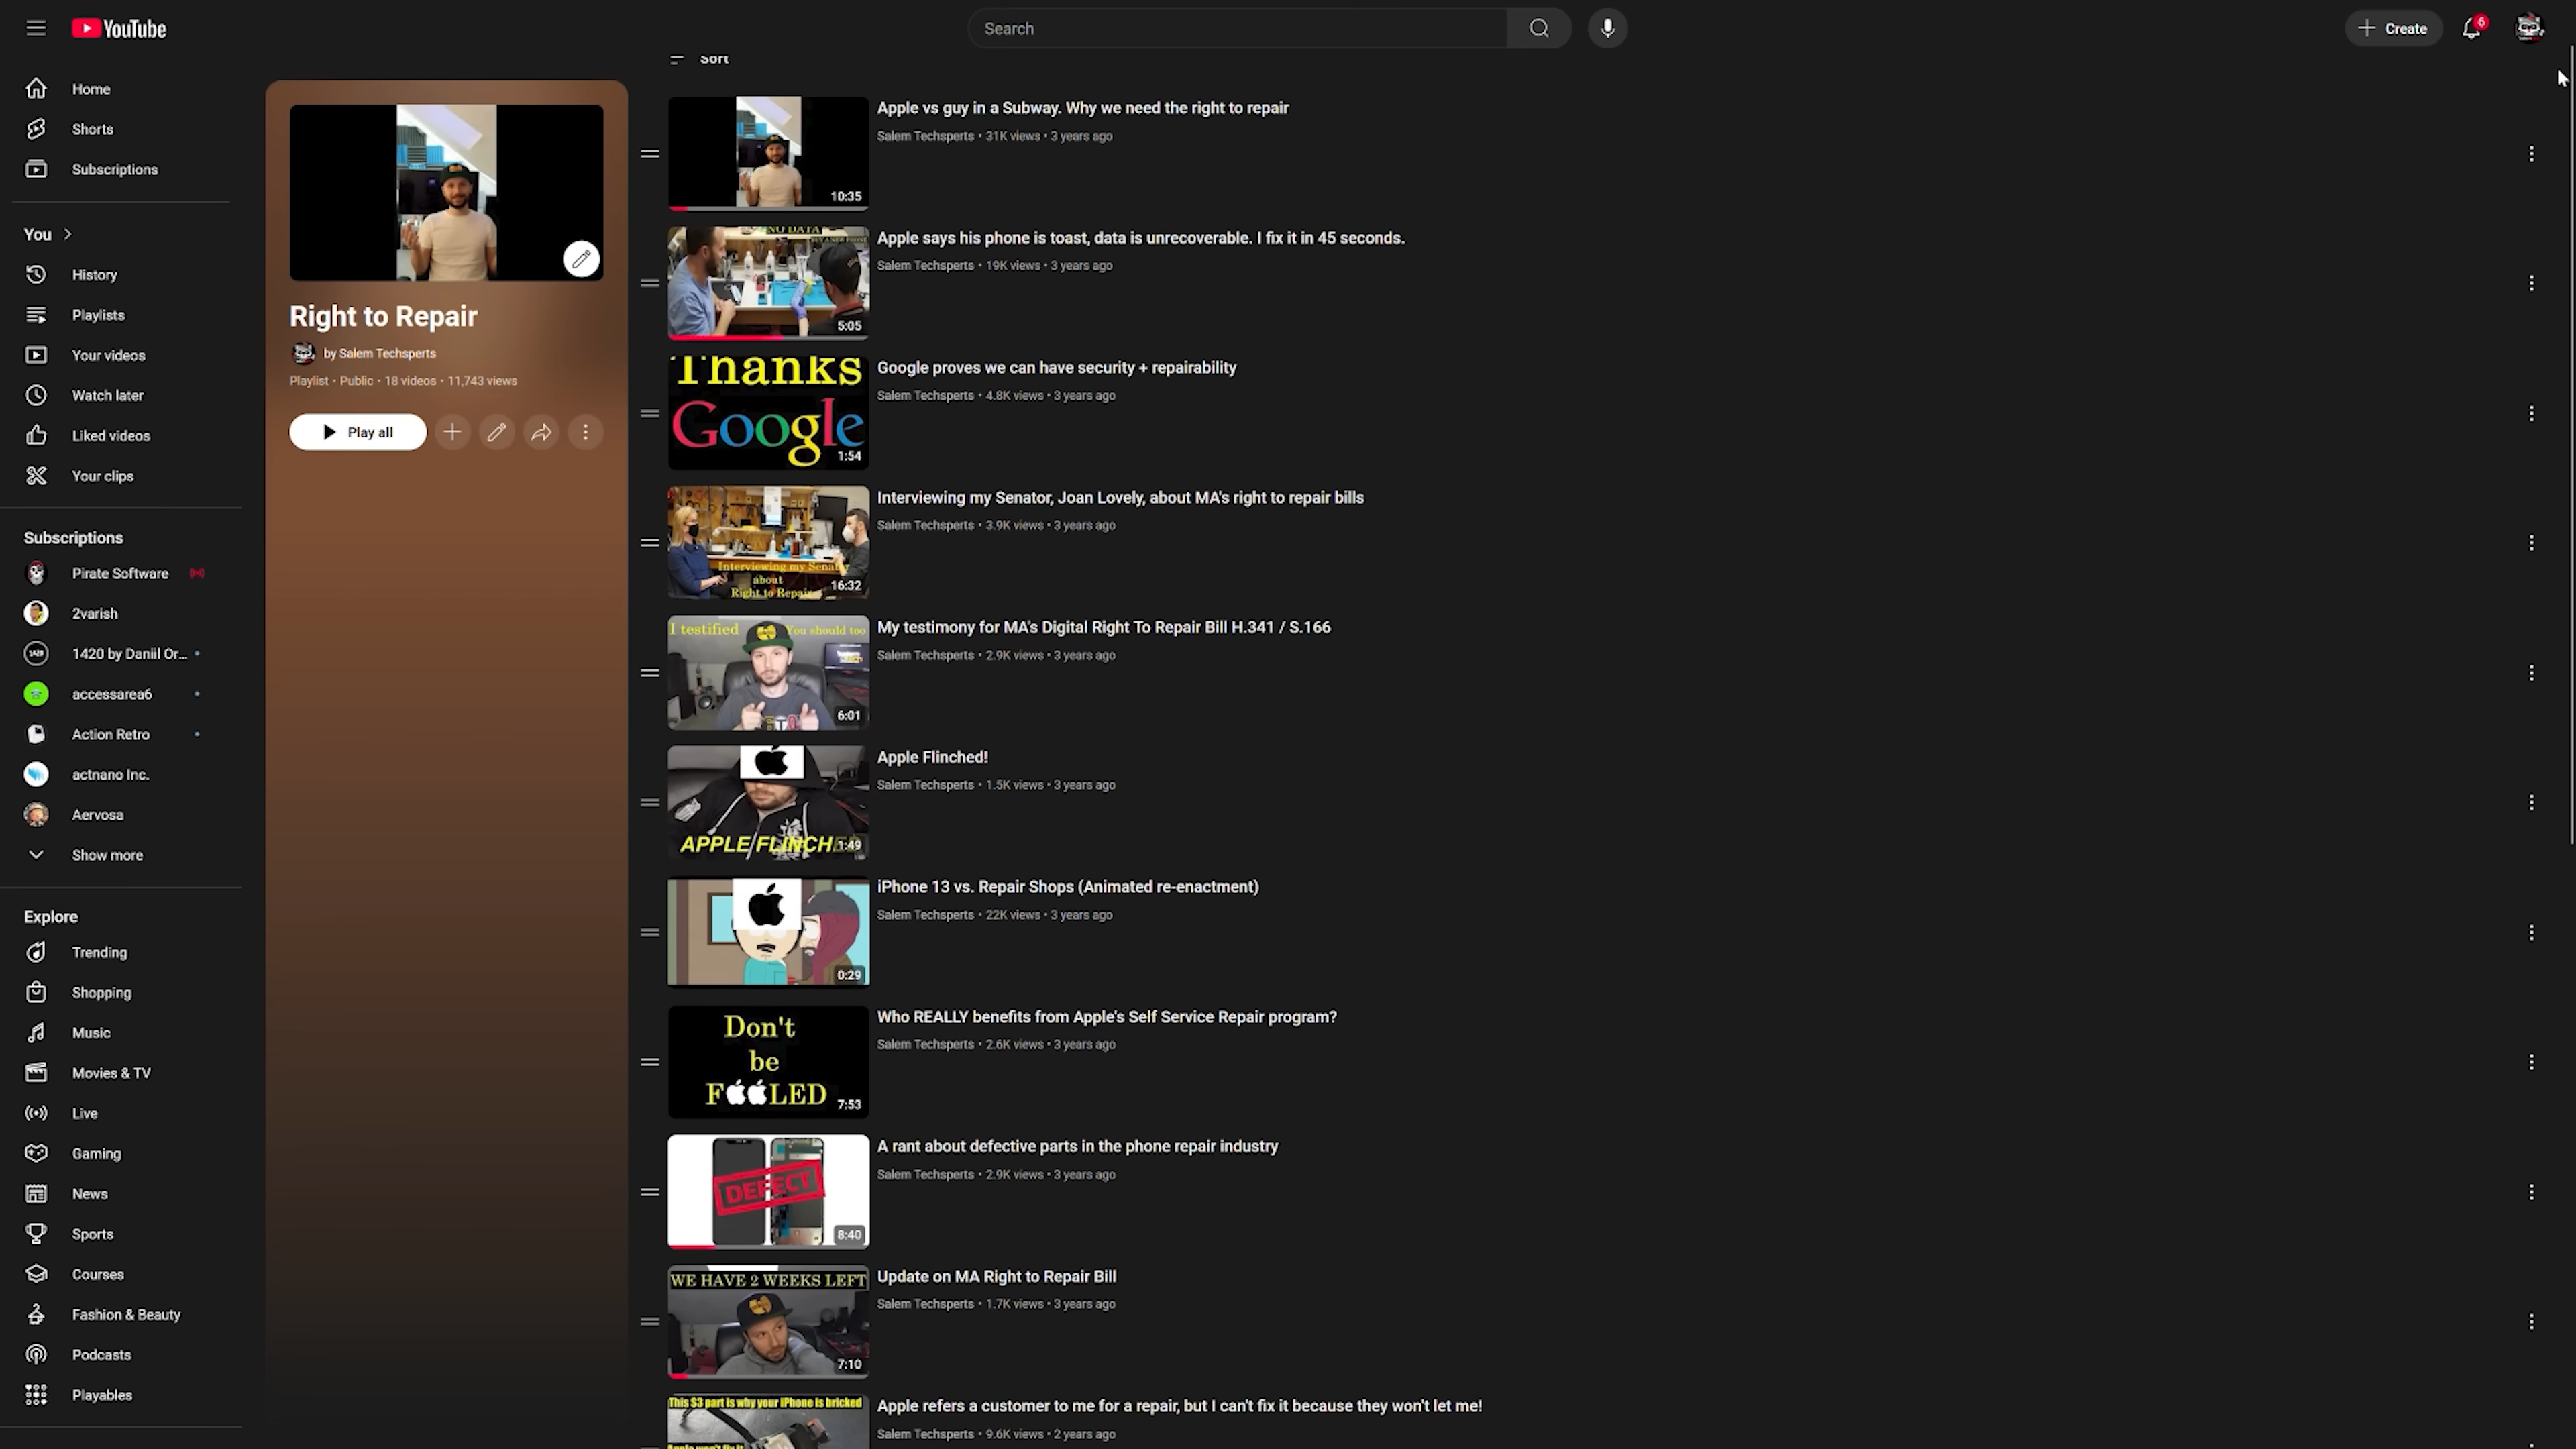 YouTube
Search
Create
6
Home
Shorts
Subscriptions
You
History
Playlists
Your videos
Watch later
Liked videos
Your clips
Subscriptions
Pirate Software
2varish
1420 by Daniil Or...
accessarea6
Action Retro
actnano Inc.
Aervosa
Show more
Explore
Trending
Shopping
Music
Movies & TV
Live
Gaming
News
Sports
Courses
Fashion & Beauty
Podcasts
Playables
Right to Repair
by Salem Techsperts
Playlist • Public • 18 videos • 11,743 views
Play all
Sort
10:35
Apple vs guy in a Subway. Why we need the right to repair
Salem Techsperts • 31K views • 3 years ago
NO DATA
5:05
Apple says his phone is toast, data is unrecoverable. I fix it in 45 seconds.
Salem Techsperts • 19K views • 3 years ago
Thanks
Google
1:54
Google proves we can have security + repairability
Salem Techsperts • 4.8K views • 3 years ago
Interviewing my Senator
about
Right to Repair
16:32
Interviewing my Senator, Joan Lovely, about MA's right to repair bills
Salem Techsperts • 3.9K views • 3 years ago
I testified You should too
6:01
My testimony for MA's Digital Right To Repair Bill H.341 / S.166
Salem Techsperts • 2.9K views • 3 years ago
APPLE FLINCHED
1:49
Apple Flinched!
Salem Techsperts • 1.5K views • 3 years ago
0:29
iPhone 13 vs. Repair Shops (Animated re-enactment)
Salem Techsperts • 22K views • 3 years ago
Don't
be
FLED
7:53
Who REALLY benefits from Apple's Self Service Repair program?
Salem Techsperts • 2.6K views • 3 years ago
DEFECT
8:40
A rant about defective parts in the phone repair industry
Salem Techsperts • 2.9K views • 3 years ago
WE HAVE 2 WEEKS LEFT
7:10
Update on MA Right to Repair Bill
Salem Techsperts • 1.7K views • 3 years ago
This $3 part is why your iPhone is bricked
Apple won't fix it
Apple refers a customer to me for a repair, but I can't fix it because they won't let me!
Salem Techsperts • 9.6K views • 2 years ago